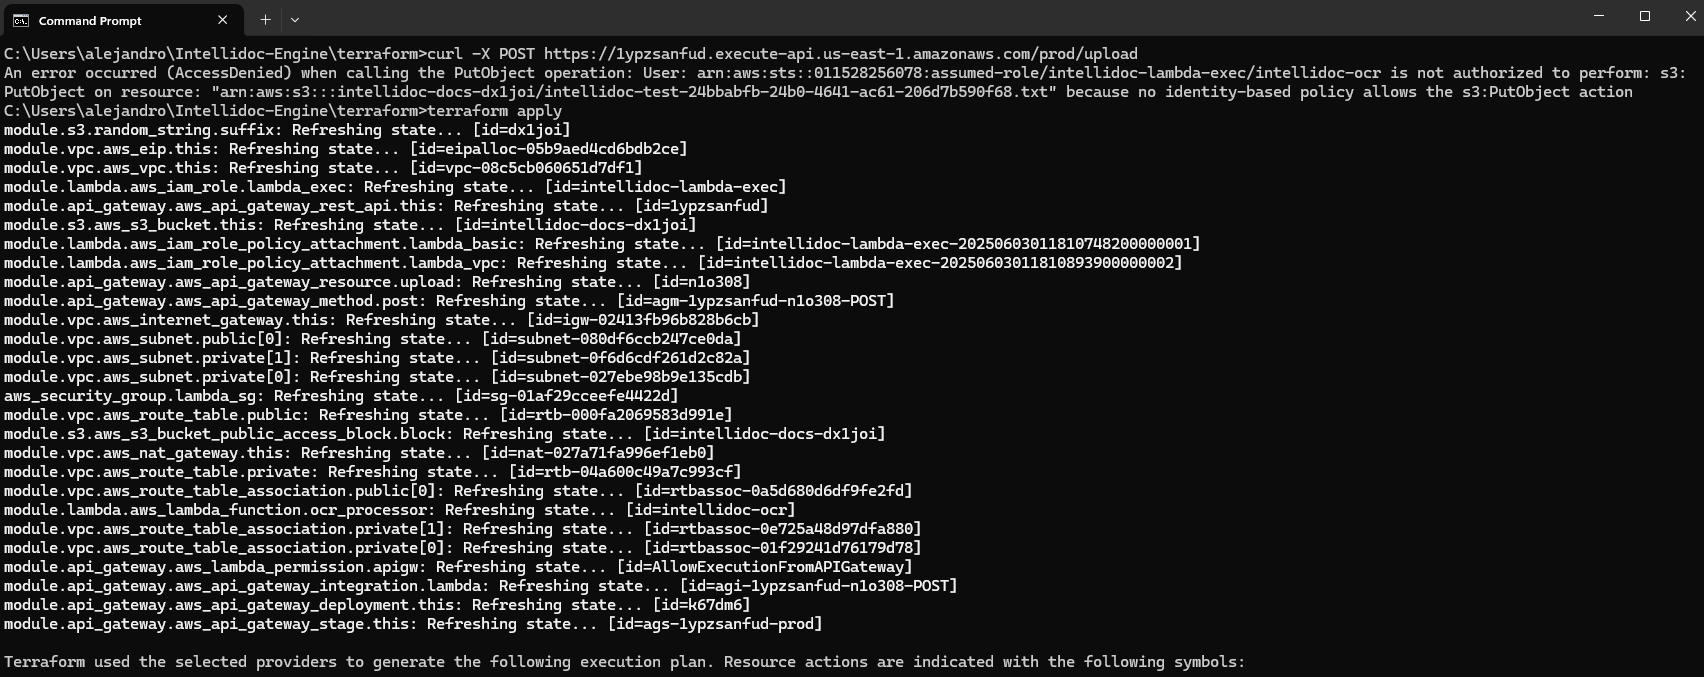 Command Prompt
C:\Users\alejandro\Intellidoc-Engine\terraform>curl -X POST https://1ypzsanfud.execute-api.us-east-1.amazonaws.com/prod/upload
An error occurred (AccessDenied) when calling the PutObject operation: User: arn:aws:sts::011528256078:assumed-role/intellidoc-lambda-exec/intellidoc-ocr is not authorized to perform: s3:
PutObject on resource: "arn:aws:s3:::intellidoc-docs-dx1joi/intellidoc-test-24bbabfb-24b0-4641-ac61-206d7b590f68.txt" because no identity-based policy allows the s3:PutObject action
C:\Users\alejandro\Intellidoc-Engine\terraform>terraform apply
module.s3.random_string.suffix: Refreshing state... [id=dx1joi]
module.vpc.aws_eip.this: Refreshing state... [id=eipalloc-05b9aed4cd6bdb2ce]
module.vpc.aws_vpc.this: Refreshing state... [id=vpc-08c5cb060651d7df1]
module.lambda.aws_iam_role.lambda_exec: Refreshing state... [id=intellidoc-lambda-exec]
module.api_gateway.aws_api_gateway_rest_api.this: Refreshing state... [id=1ypzsanfud]
module.s3.aws_s3_bucket.this: Refreshing state... [id=intellidoc-docs-dx1joi]
module.lambda.aws_iam_role_policy_attachment.lambda_basic: Refreshing state... [id=intellidoc-lambda-exec-20250603011810748200000001]
module.lambda.aws_iam_role_policy_attachment.lambda_vpc: Refreshing state... [id=intellidoc-lambda-exec-20250603011810893900000002]
module.api_gateway.aws_api_gateway_resource.upload: Refreshing state... [id=n1o308]
module.api_gateway.aws_api_gateway_method.post: Refreshing state... [id=agm-1ypzsanfud-n1o308-POST]
module.vpc.aws_internet_gateway.this: Refreshing state... [id=igw-02413fb96b828b6cb]
module.vpc.aws_subnet.public[0]: Refreshing state... [id=subnet-080df6ccb247ce0da]
module.vpc.aws_subnet.private[1]: Refreshing state... [id=subnet-0f6d6cdf261d2c82a]
module.vpc.aws_subnet.private[0]: Refreshing state... [id=subnet-027ebe98b9e135cdb]
aws_security_group.lambda_sg: Refreshing state... [id=sg-01af29cceefe4422d]
module.vpc.aws_route_table.public: Refreshing state... [id=rtb-000fa2069583d991e]
module.s3.aws_s3_bucket_public_access_block.block: Refreshing state... [id=intellidoc-docs-dx1joi]
module.vpc.aws_nat_gateway.this: Refreshing state... [id=nat-027a71fa996ef1eb0]
module.vpc.aws_route_table.private: Refreshing state... [id=rtb-04a600c49a7c993cf]
module.vpc.aws_route_table_association.public[0]: Refreshing state... [id=rtbassoc-0a5d680d6df9fe2fd]
module.lambda.aws_lambda_function.ocr_processor: Refreshing state... [id=intellidoc-ocr]
module.vpc.aws_route_table_association.private[1]: Refreshing state... [id=rtbassoc-0e725a48d97dfa880]
module.vpc.aws_route_table_association.private[0]: Refreshing state... [id=rtbassoc-01f29241d76179d78]
module.api_gateway.aws_lambda_permission.apigw: Refreshing state... [id=AllowExecutionFromAPIGateway]
module.api_gateway.aws_api_gateway_integration.lambda: Refreshing state... [id=agi-1ypzsanfud-n1o308-POST]
module.api_gateway.aws_api_gateway_deployment.this: Refreshing state... [id=k67dm6]
module.api_gateway.aws_api_gateway_stage.this: Refreshing state... [id=ags-1ypzsanfud-prod]
Terraform used the selected providers to generate the following execution plan. Resource actions are indicated with the following symbols: